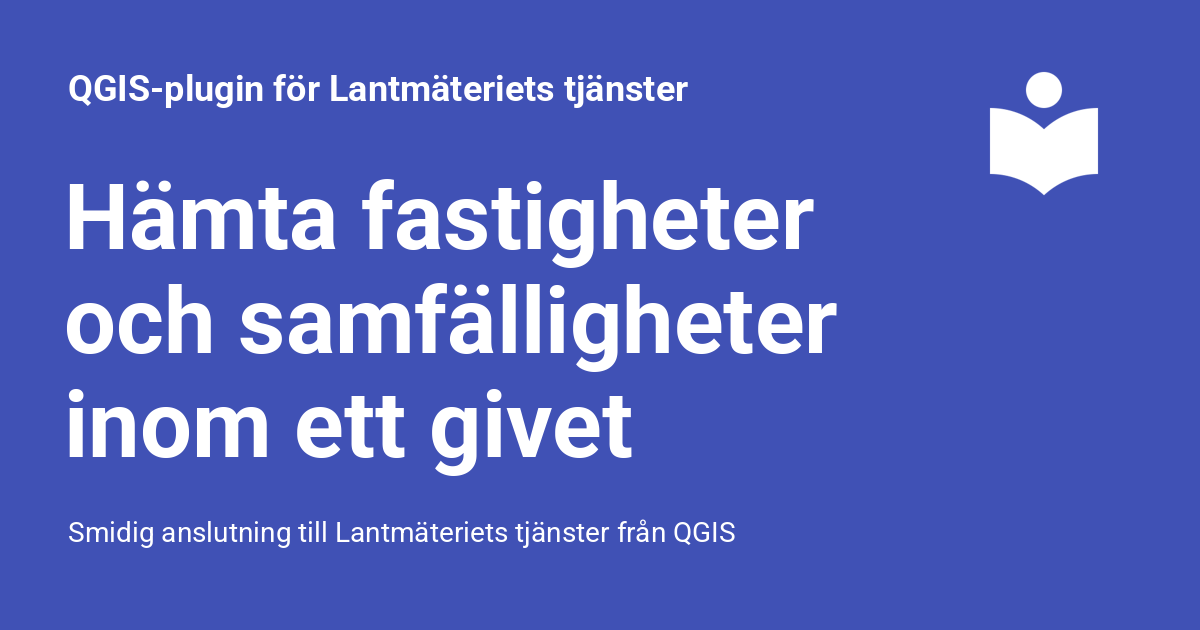 QGIS-plugin för Lantmäteriets tjänster
Hämta fastigheter
och samfälligheter
inom ett givet
Smidig anslutning till Lantmäteriets tjänster från QGIS